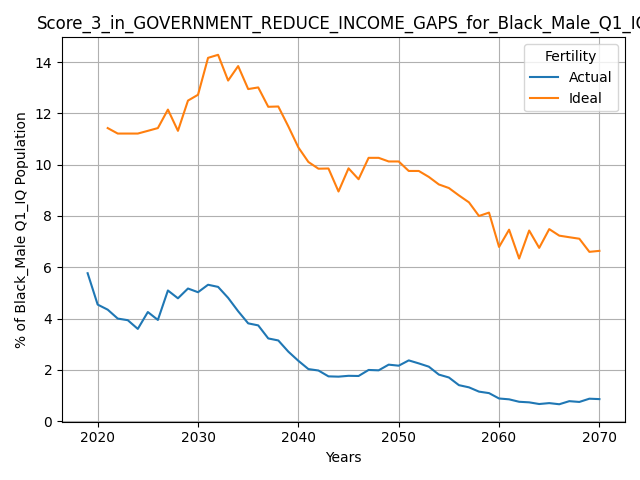 Score_3_in_GOVERNMENT_REDUCE_INCOME_GAPS_for_Black_Male_Q1_IQ
Fertility
Actual
Ideal
% of Black_Male Q1_IQ Population
14
12
10
8
6
4
2
0
2020 2030 2040 2050 2060 2070
Years